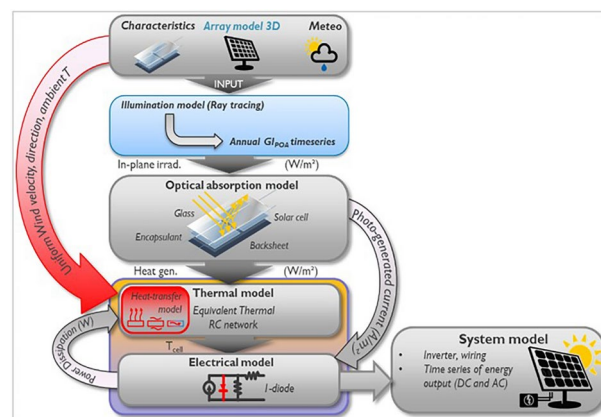 Characteristics Array model 3D Meteo
INPUT
Illumination model (Ray tracing)
Annual GI_POA timeseries
In-plane irrad. (W/m²)
Optical absorption model
Glass
Solar cell
Encapsulant
Backsheet
Heat gen. (W/m²)
Thermal model
Heat-transfer
model
Equivalent Thermal
RC network
T_cell
Electrical model
1-diode
Uniform Wind velocity, direction, ambient T
Photo-generated current (A/m²)
Power Dissipation (W)
System model
• Inverter, wiring
• Time series of energy
output (DC and AC)